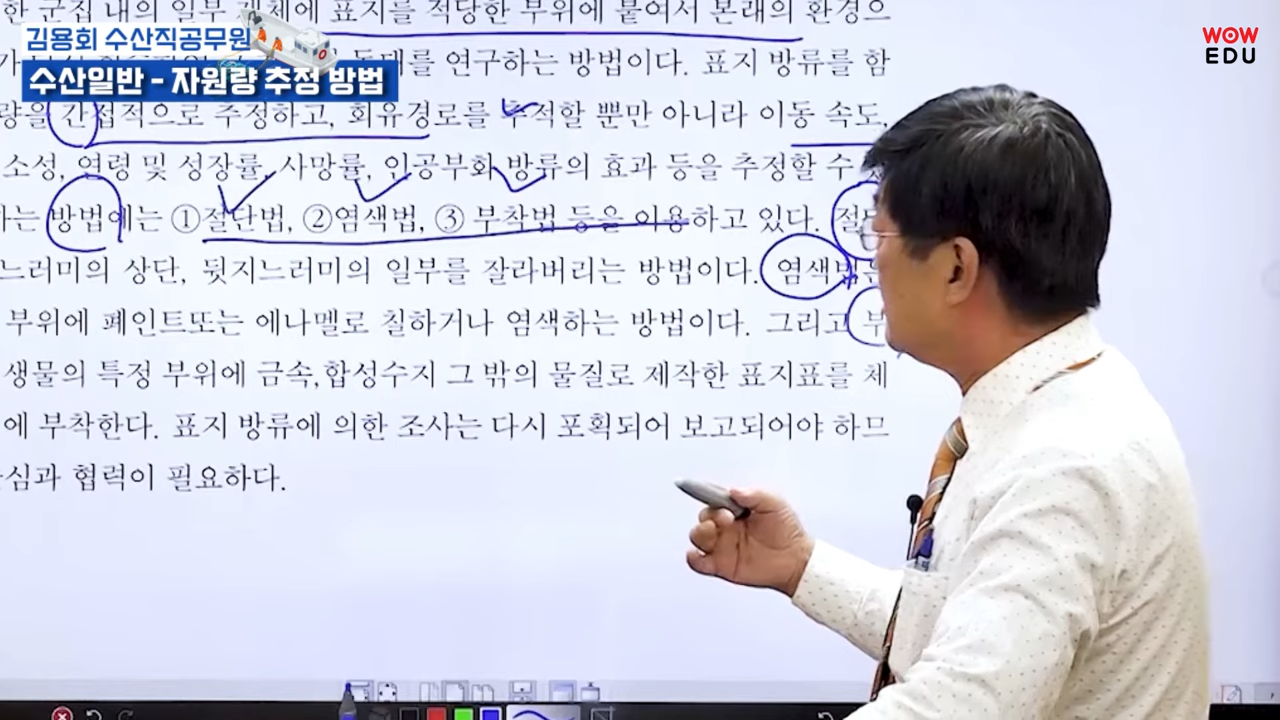 한 군집 내의 일부 개체에 표지를 적당한 부위에 붙여서 본래의 환경으
김용회 수산직공무원
수산일반 - 자원량 추정 방법
WOW
EDU
동태를 연구하는 방법이다. 표지 방류를 함
량을 간접적으로 추정하고, 회유경로를 추적할 뿐만 아니라 이동 속도,
소성, 연령 및 성장률, 사망률, 인공부화 방류의 효과 등을 추정할 수
하는 방법에는 ①절단법, ②염색법, ③ 부착법 등을 이용하고 있다.
느러미의 상단, 뒷지느러미의 일부를 잘라버리는 방법이다. 염색법은
부위에 페인트또는 에나멜로 칠하거나 염색하는 방법이다. 그리고 부
생물의 특정 부위에 금속,합성수지 그 밖의 물질로 제작한 표지표를 체
에 부착한다. 표지 방류에 의한 조사는 다시 포획되어 보고되어야 하므
심과 협력이 필요하다.